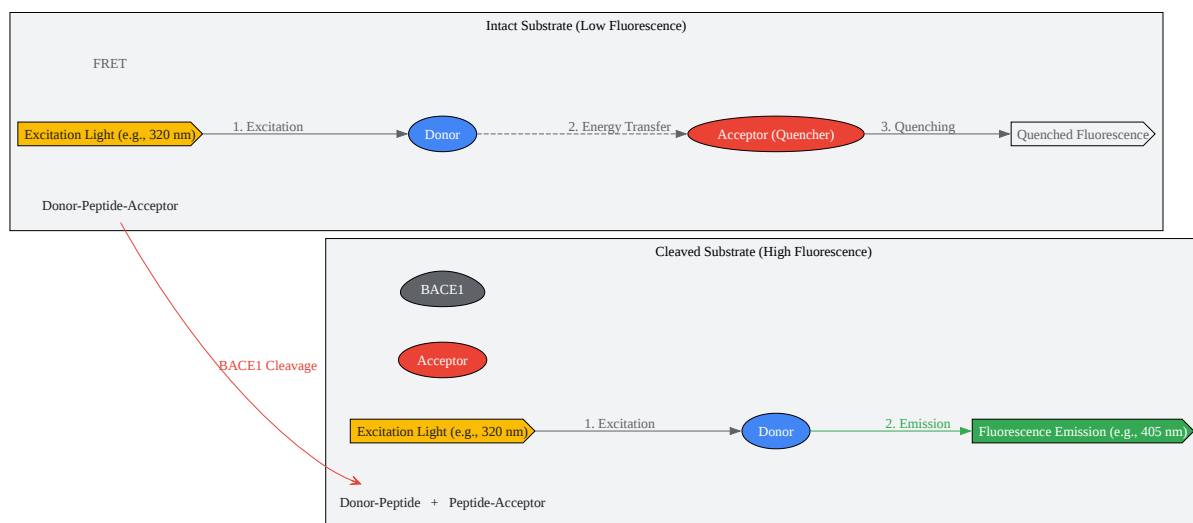 Intact Substrate (Low Fluorescence)
FRET
Excitation Light (e.g., 320 nm)
1. Excitation
Donor
2. Energy Transfer
Acceptor (Quencher)
3. Quenching
Quenched Fluorescence
Donor-Peptide-Acceptor
BACE1 Cleavage
Cleaved Substrate (High Fluorescence)
BACE1
Acceptor
Excitation Light (e.g., 320 nm)
1. Excitation
Donor
2. Emission
Fluorescence Emission (e.g., 405 nm)
Donor-Peptide + Peptide-Acceptor